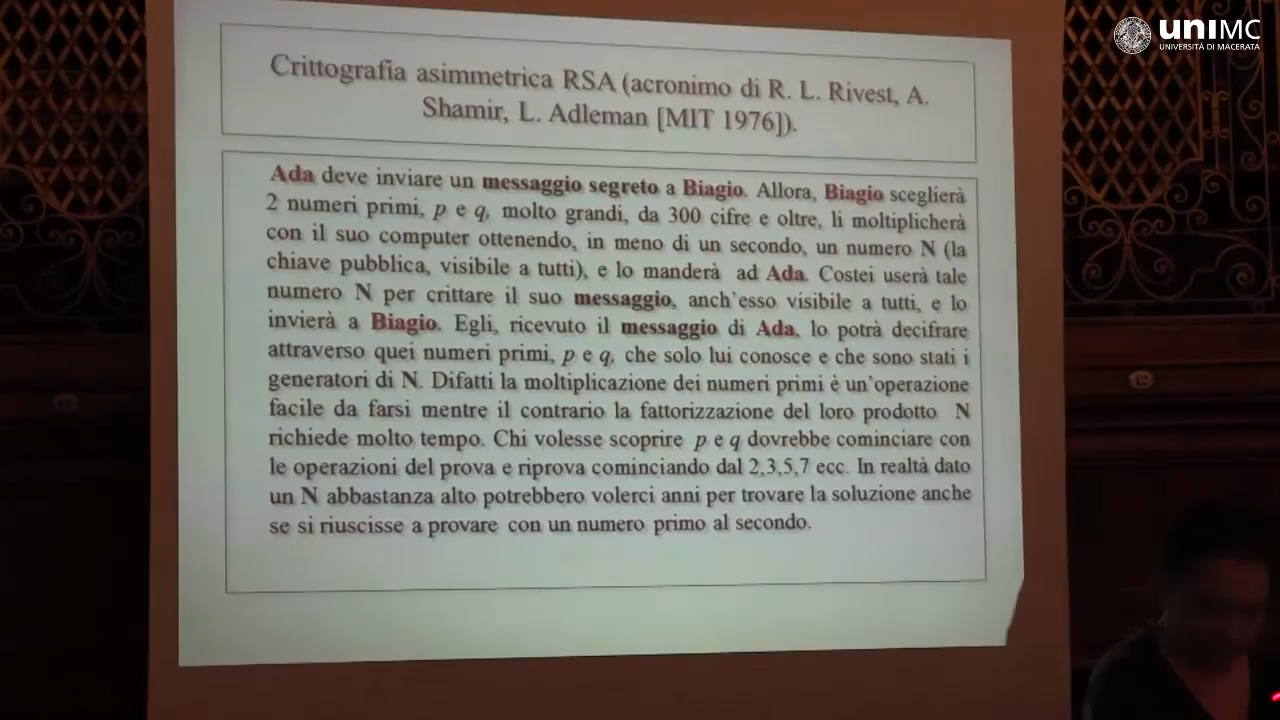 uniMC
UNIVERSITÀ DI MACERATA
Crittografia asimmetrica RSA (acronimo di R. L. Rivest, A.
Shamir, L. Adleman [MIT 1976]).
Ada deve inviare un messaggio segreto a Biagio. Allora, Biagio sceglierà
2 numeri primi, p e q, molto grandi, da 300 cifre e oltre, li moltiplicherà
con il suo computer ottenendo, in meno di un secondo, un numero N (la
chiave pubblica, visibile a tutti), e lo manderà ad Ada. Costei userà tale
numero N per crittare il suo messaggio, anch'esso visibile a tutti, e lo
invierà a Biagio. Egli, ricevuto il messaggio di Ada, lo potrà decifrare
attraverso quei numeri primi, p e q, che solo lui conosce e che sono stati i
generatori di N. Difatti la moltiplicazione dei numeri primi è un'operazione
facile da farsi mentre il contrario la fattorizzazione del loro prodotto N
richiede molto tempo. Chi volesse scoprire p e q dovrebbe cominciare con
le operazioni del prova e riprova cominciando dal 2,3,5,7 ecc. In realtà dato
un N abbastanza alto potrebbero volerci anni per trovare la soluzione anche
se si riuscisse a provare con un numero primo al secondo.